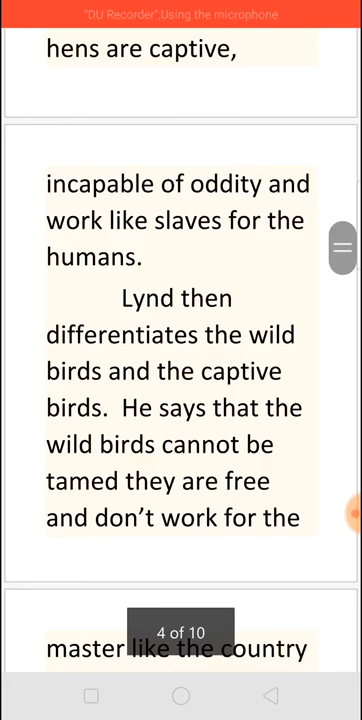 "DU Recorder",Using the microphone
hens are captive,
incapable of oddity and
work like slaves for the
humans.
Lynd then
differentiates the wild
birds and the captive
birds.  He says that the
wild birds cannot be
tamed they are free
and don’t work for the
4 of 10
master like the country